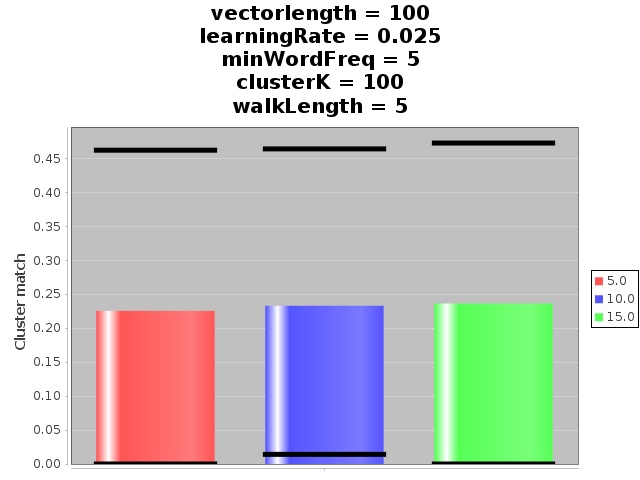 vectorlength = 100
learningRate = 0.025
minWordFreq = 5
clusterK = 100
walkLength = 5
0.45
0.40
0.35
0.30
0.25
0.20
0.15
0.10
0.05
0.00
Cluster match
5.0
10.0
15.0